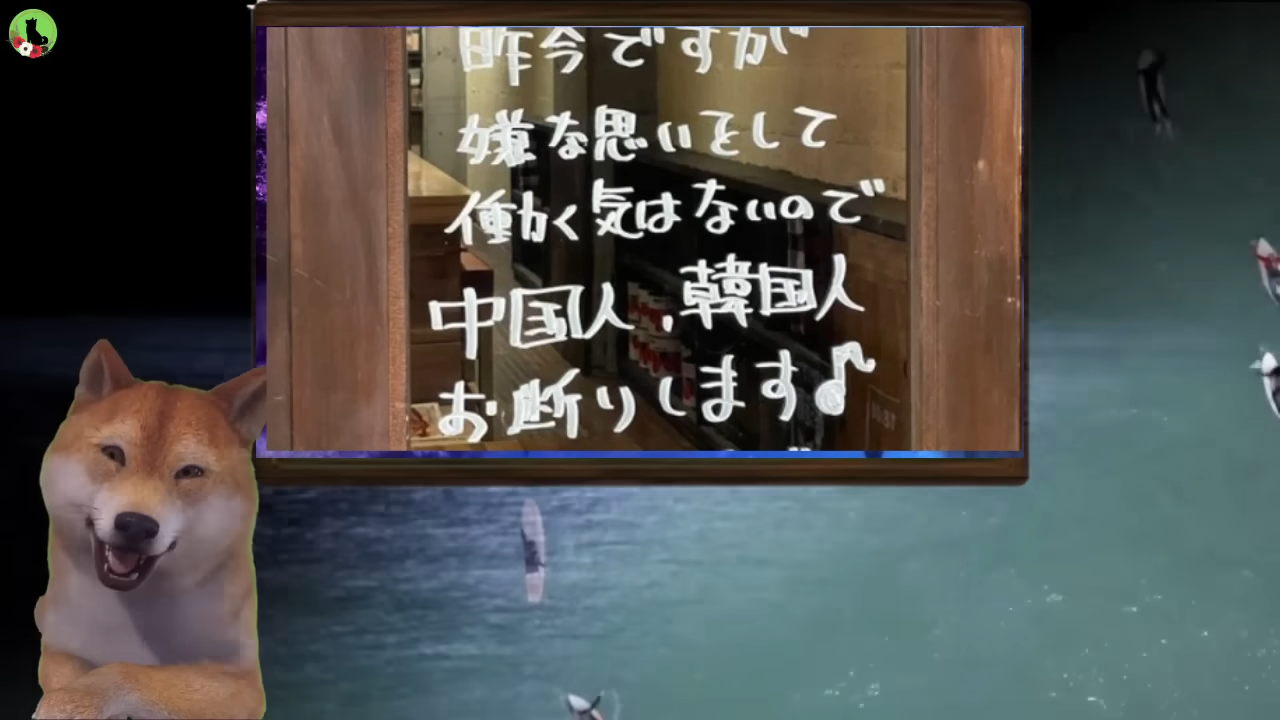 昨今ですが
嫌な思いをして
働く気はないので
中国人、韓国人
お断りします♪